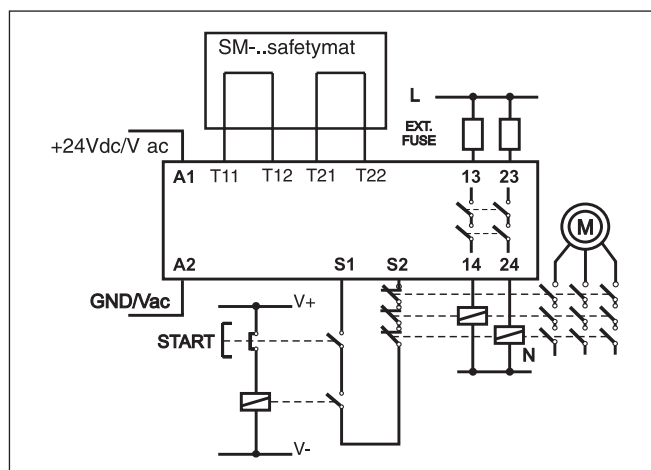 SM-..safetymat
L
EXT.
FUSE
+24Vdc/V ac
A1 T11 T12 T21 T22 13 23
M
A2 S1 S2 14 24
GND/Vac
V+
START
N
V-